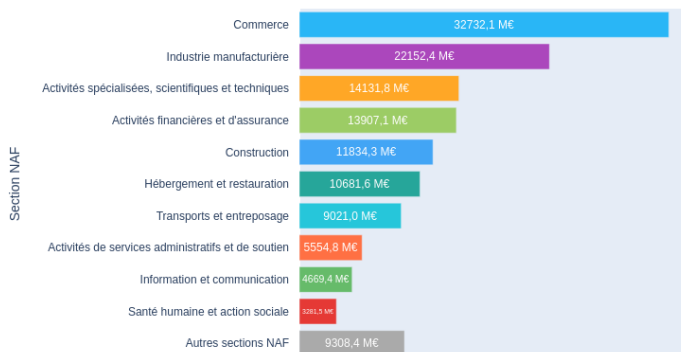 Section NAF
Commerce 32732,1 M€
Industrie manufacturière 22152,4 M€
Activités spécialisées, scientifiques et techniques 14131,8 M€
Activités financières et d'assurance 13907,1 M€
Construction 11834,3 M€
Hébergement et restauration 10681,6 M€
Transports et entreposage 9021,0 M€
Activités de services administratifs et de soutien 5554,8 M€
Information et communication 4669,4 M€
Santé humaine et action sociale 3281,5 M€
Autres sections NAF 9308,4 M€